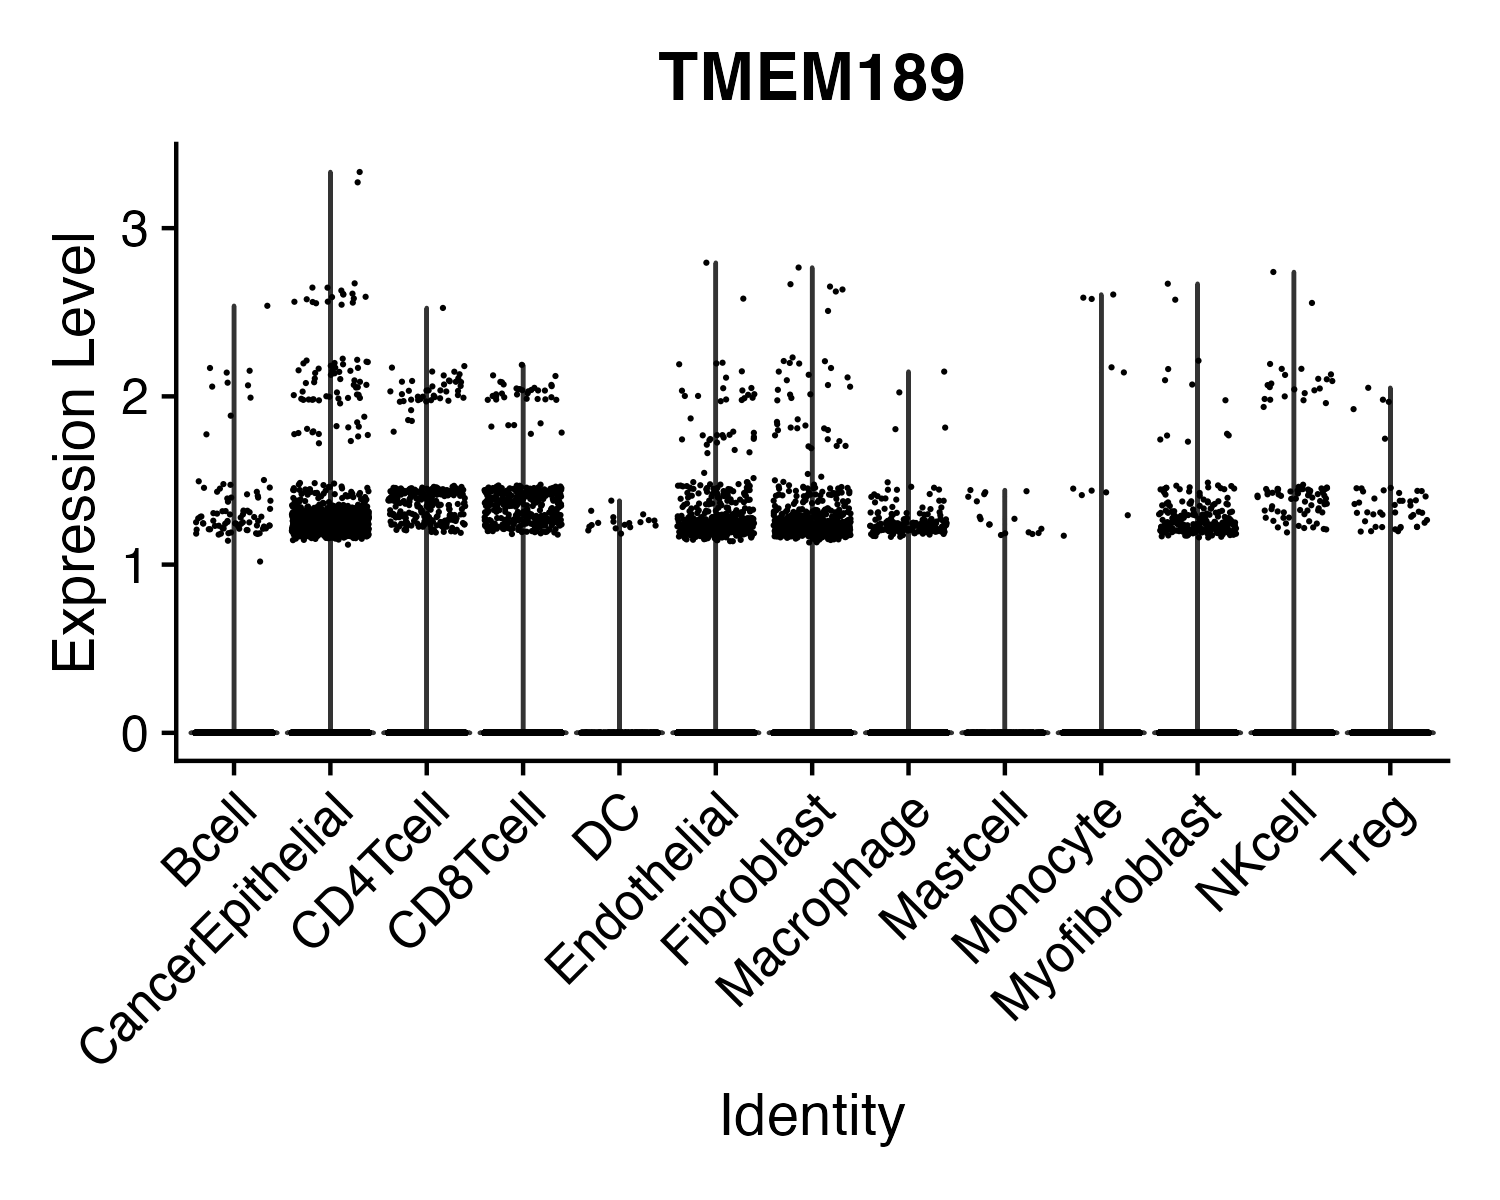 TMEM189
Expression Level
3
2
1
0
Bcell
CancerEpithelial
CD4Tcell
CD8Tcell
DC
Endothelial
Fibroblast
Macrophage
Mastcell
Monocyte
Myofibroblast
NKcell
Treg
Identity